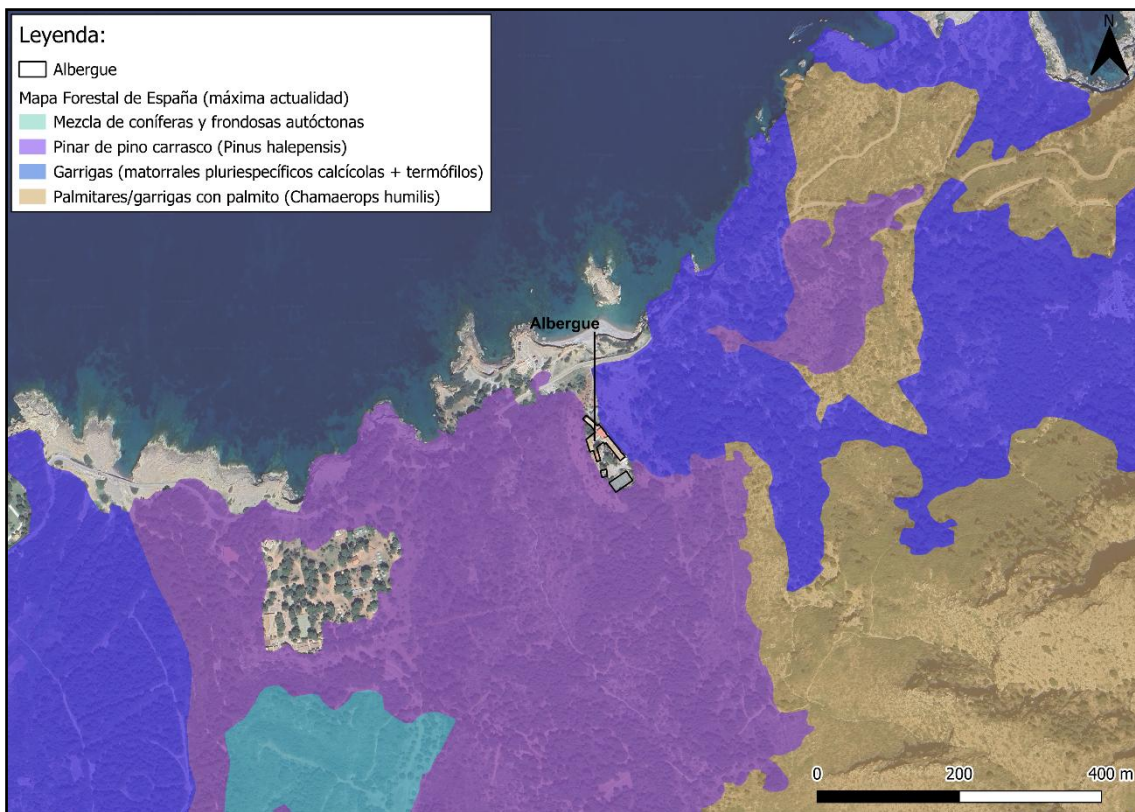 Leyenda:
Albergue
Mapa Forestal de España (máxima actualidad)
Mezcla de coníferas y frondosas autóctonas
Pinar de pino carrasco (Pinus halepensis)
Garrigas (matorrales pluriespecíficos calcícolas + termófilos)
Palmitares/garrigas con palmito (Chamaerops humilis)
N
Albergue
0 200 400 m